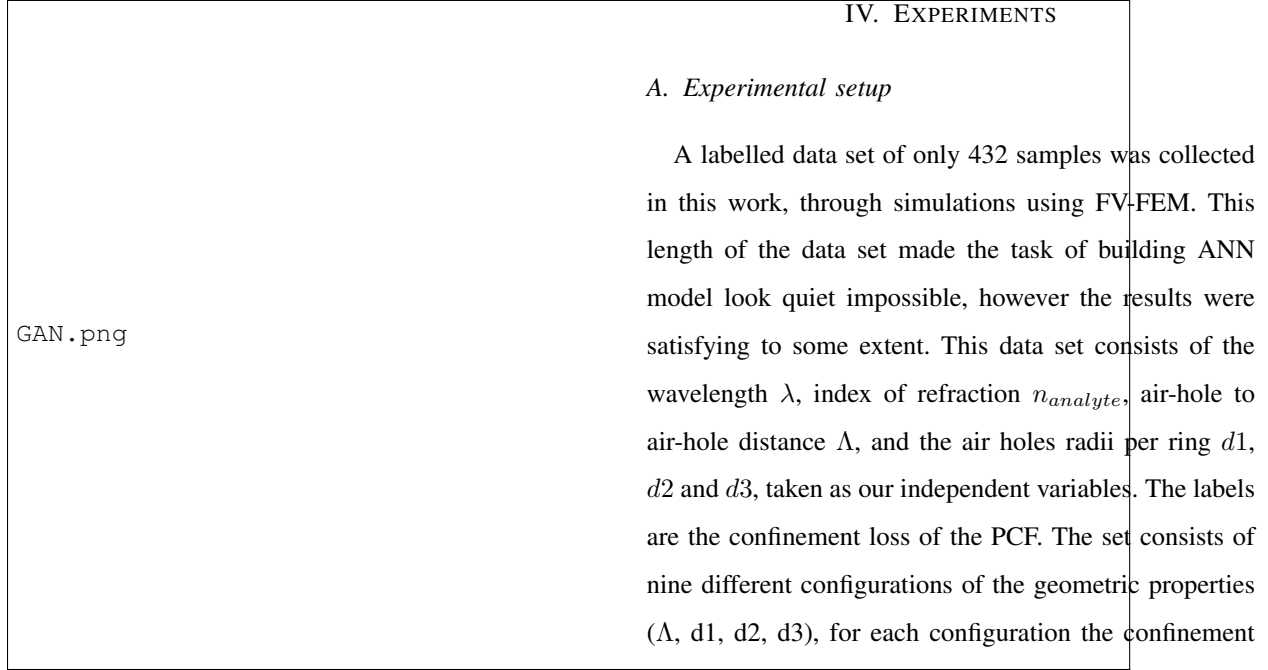 GAN.png
IV. EXPERIMENTS
A. Experimental setup
A labelled data set of only 432 samples was collected
in this work, through simulations using FV-FEM. This
length of the data set made the task of building ANN
model look quiet impossible, however the results were
satisfying to some extent. This data set consists of the
wavelength λ, index of refraction n_{analyte}, air-hole to
air-hole distance Λ, and the air holes radii per ring d1,
d2 and d3, taken as our independent variables. The labels
are the confinement loss of the PCF. The set consists of
nine different configurations of the geometric properties
(Λ, d1, d2, d3), for each configuration the confinement